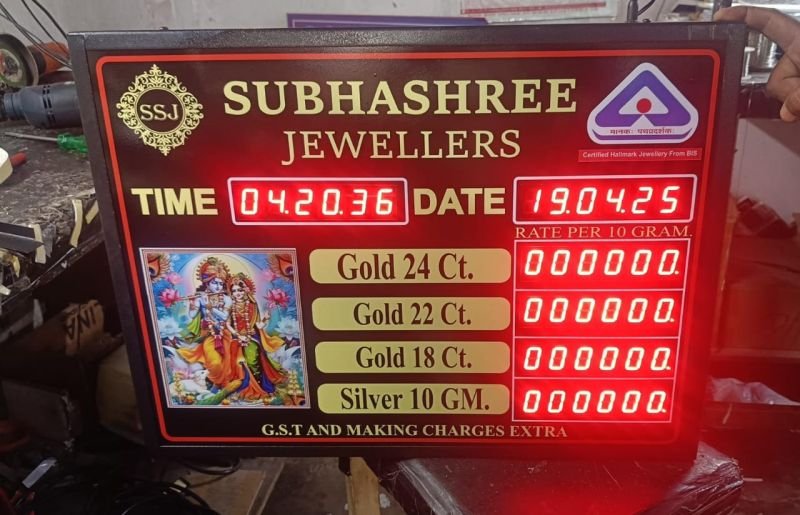 SSJ
SUBHASHREE
JEWELLERS
मानकः पथप्रदर्शकः
Certified Hallmark Jewellery From BIS
TIME 04.20.36 DATE 19.04.25
RATE PER 10 GRAM.
Gold 24 Ct. 000000.
Gold 22 Ct. 000000.
Gold 18 Ct. 000000.
Silver 10 GM. 000000.
G.S.T AND MAKING CHARGES EXTRA